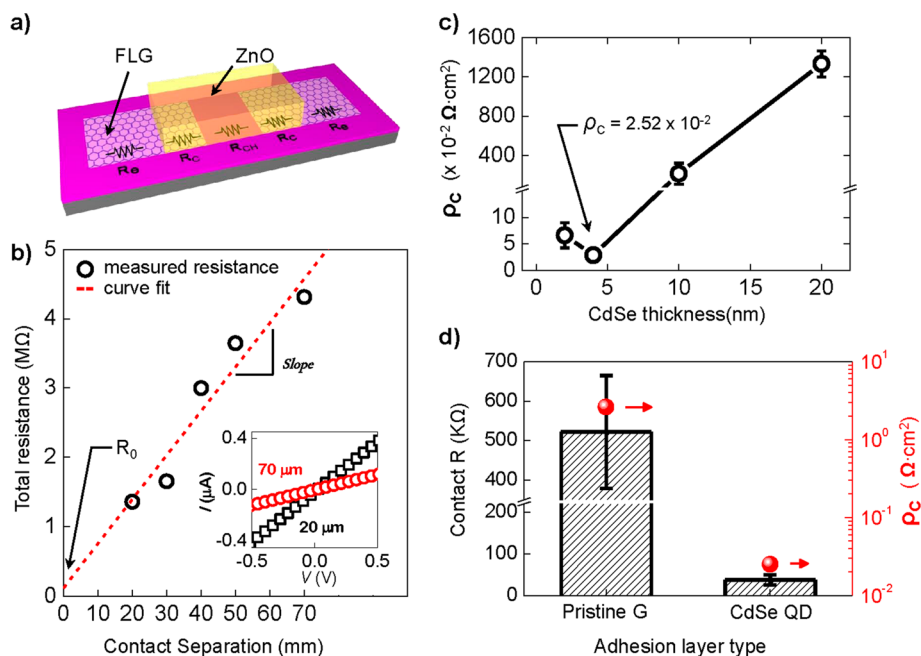 a)
FLG
ZnO
Re
RC
RCH
RC
Re
b)
measured resistance
curve fit
Total resistance (MΩ)
5
4
3
2
1
0
R0
Slope
0.4
0.0
-0.4
I (μA)
70 μm
20 μm
-0.5
0.0
0.5
V (V)
0 10 20 30 40 50 60 70
Contact Separation (mm)
c)
ρC (x 10-2 Ω·cm2)
1600
1200
800
400
10
5
0
ρC = 2.52 x 10-2
0 5 10 15 20
CdSe thickness(nm)
d)
Contact R (KΩ)
700
600
500
400
200
100
0
101
100
10-1
10-2
ρC ( Ω·cm2)
Pristine G
CdSe QD
Adhesion layer type